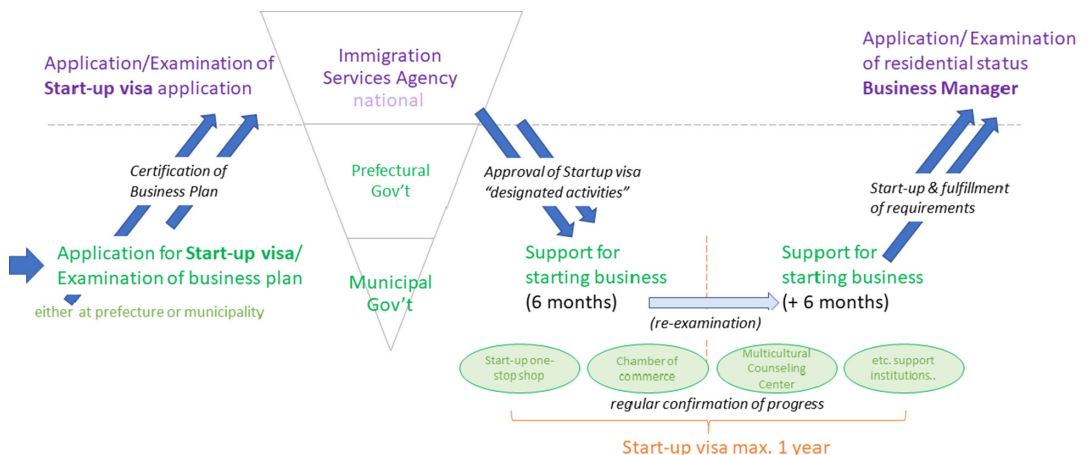 Application/Examination of
Start-up visa application
Immigration
Services Agency
national
Application/ Examination
of residential status
Business Manager
Certification of
Business Plan
Prefectural
Gov't
Approval of Startup visa
"designated activities"
Start-up & fulfillment
of requirements
Application for Start-up visa/
Examination of business plan
either at prefecture or municipality
Municipal
Gov't
Support for
starting business
(6 months)
(re-examination)
Support for
starting business
(+ 6 months)
Start-up one-
stop shop
Chamber of
commerce
Multicultural
Counseling
Center
etc. support
institutions..
regular confirmation of progress
Start-up visa max. 1 year